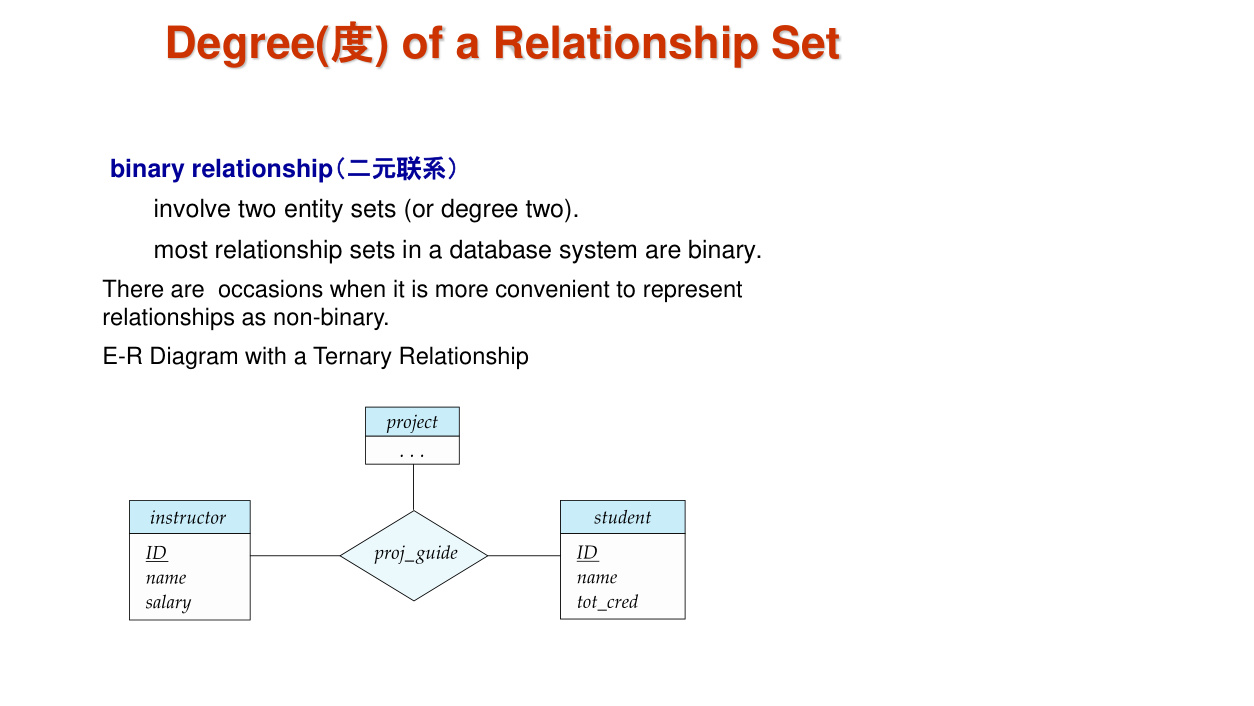 Degree(度) of a Relationship Set
binary relationship（二元联系）
involve two entity sets (or degree two).
most relationship sets in a database system are binary.
There are  occasions when it is more convenient to represent
relationships as non-binary.
E-R Diagram with a Ternary Relationship
project
. . .
instructor
ID
name
salary
proj_guide
student
ID
name
tot_cred